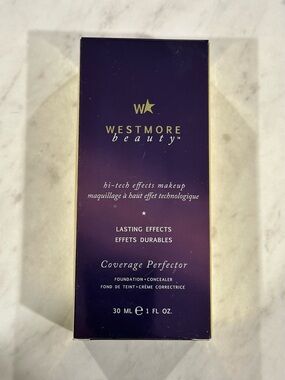 W
WESTMORE
beauty™
hi-tech effects makeup
maquillage à haut effet technologique
LASTING EFFECTS
EFFETS DURABLES
Coverage Perfector
FOUNDATION + CONCEALER
FOND DE TEINT + CRÈME CORRECTRICE
30 ML ℮ 1 FL OZ.